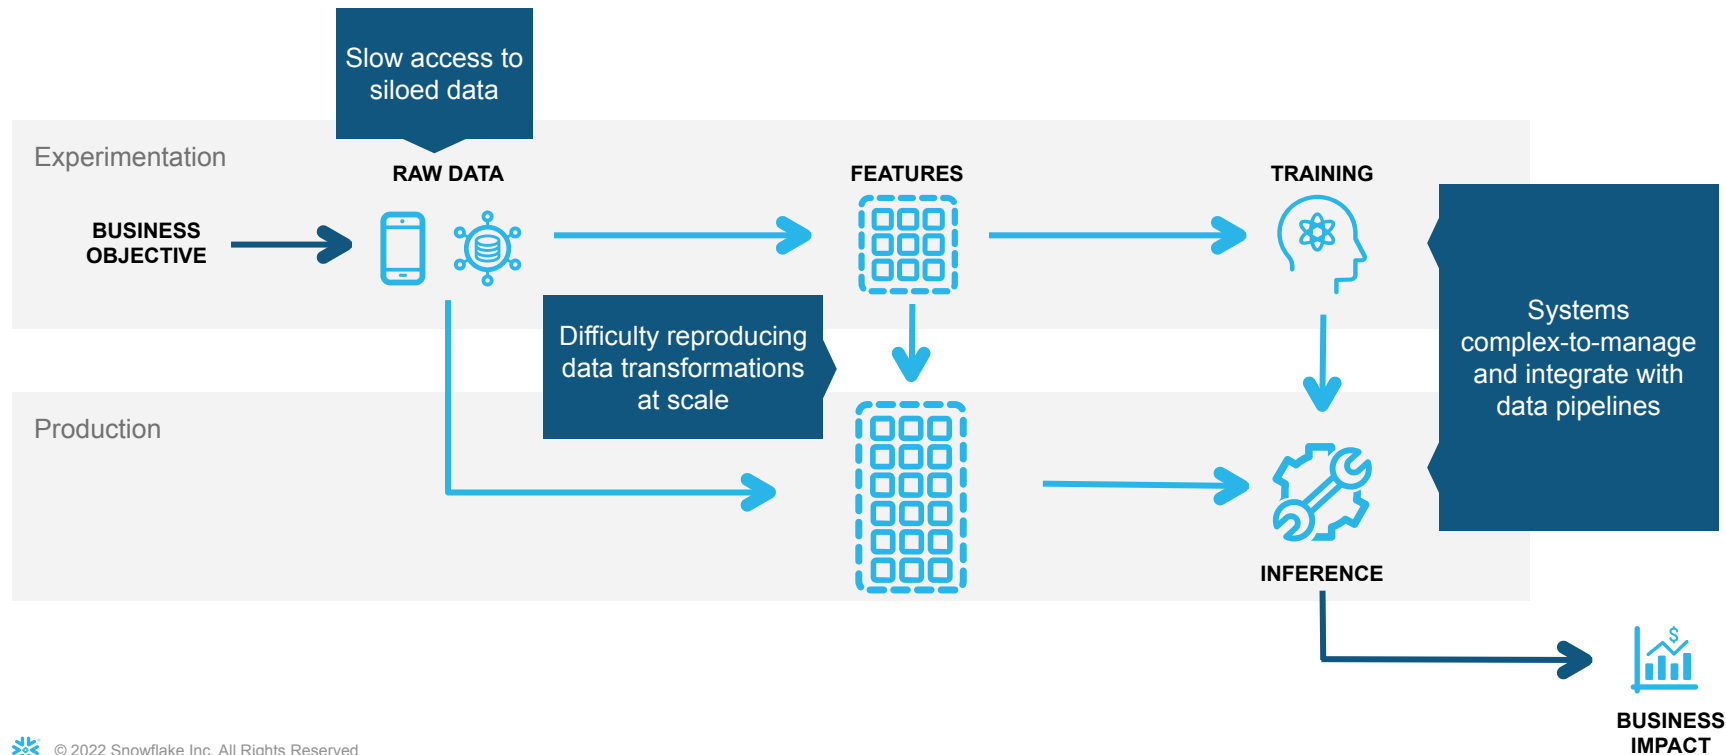 Slow access to
siloed data
Experimentation
RAW DATA
FEATURES
TRAINING
BUSINESS
OBJECTIVE
Difficulty reproducing
data transformations
at scale
Systems
complex-to-manage
and integrate with
data pipelines
Production
INFERENCE
$
BUSINESS
IMPACT
© 2022 Snowflake Inc. All Rights Reserved